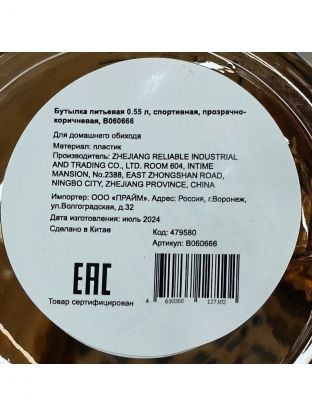 Бутылка питьевая 0.55 л, спортивная, прозрачно-
коричневая, B060666
Для домашнего обихода
Материал: пластик
Производитель: ZHEJIANG RELIABLE INDUSTRIAL
AND TRADING CO., LTD. ROOM 604, INTIME
MANSION, No.2388, EAST ZHONGSHAN ROAD,
NINGBO CITY, ZHEJIANG PROVINCE, CHINA
Импортер: ООО «ПРАЙМ». Адрес: Россия, г.Воронеж,
ул.Волгоградская, д.32
Дата изготовления: июль 2024
Сделано в Китае
Код: 479580
Артикул: B060666
EAC
Товар сертифицирован